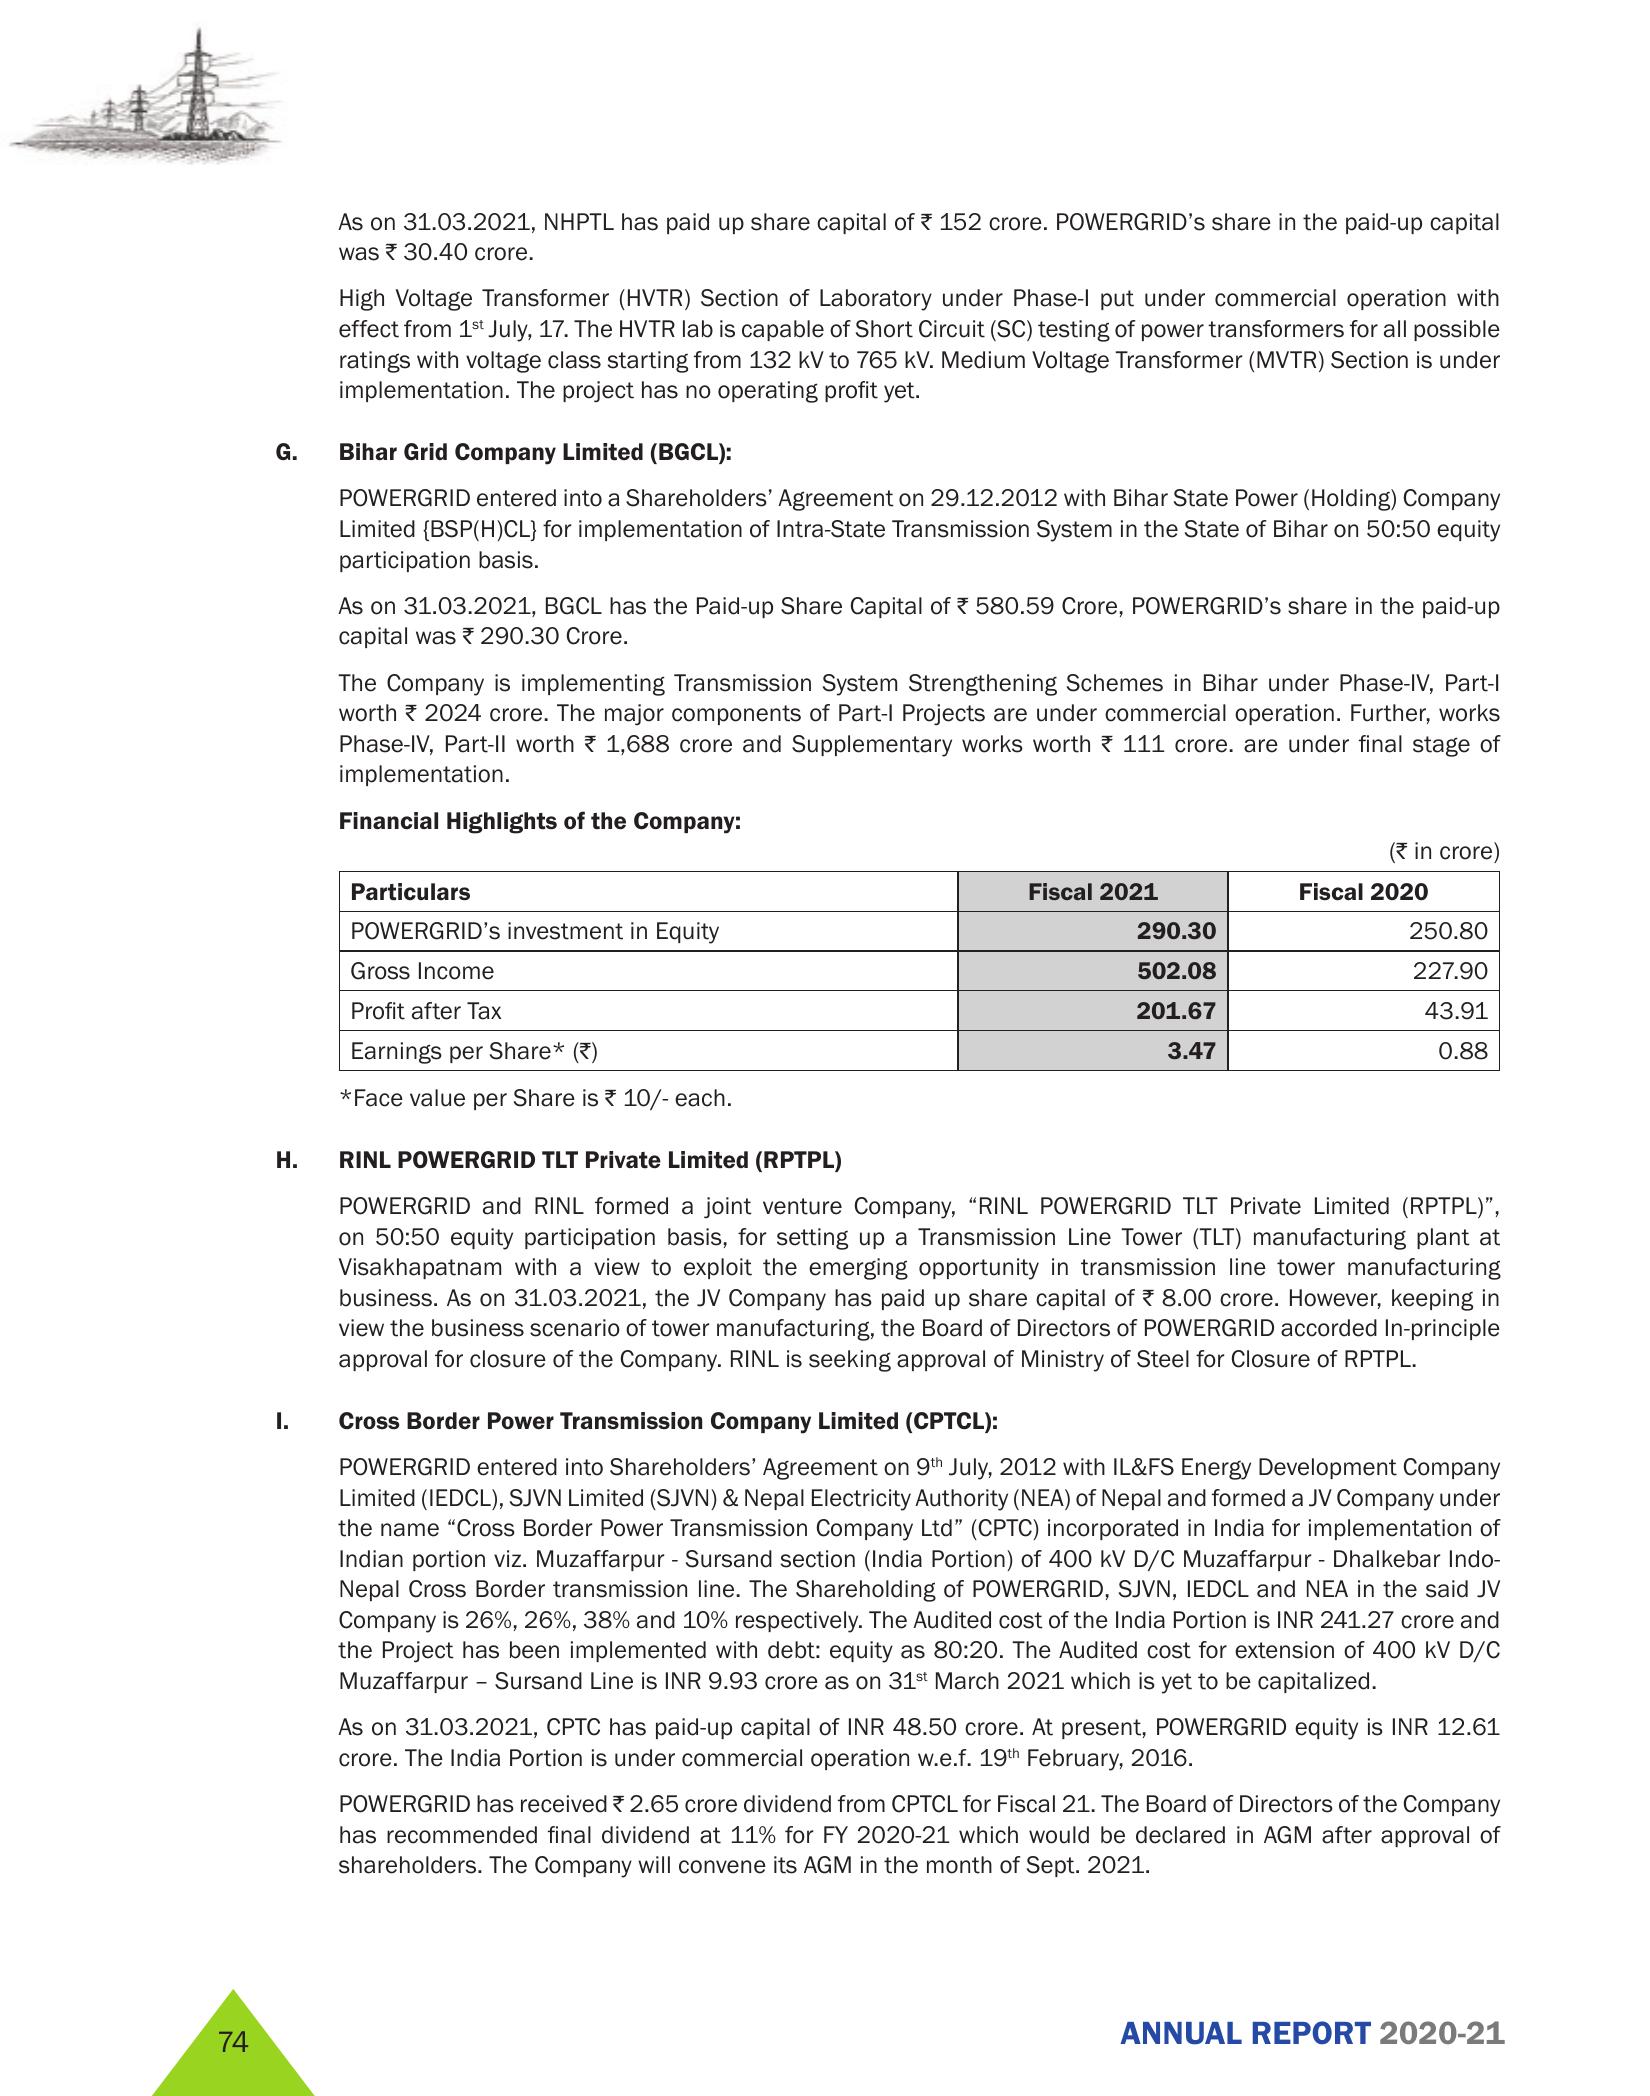 As on 31.03.2021, NHPTL has paid up share capital of ₹ 152 crore. POWERGRID’s share in the paid-up capital
was ₹ 30.40 crore.
High Voltage Transformer (HVTR) Section of Laboratory under Phase-I put under commercial operation with
effect from 1st July, 17. The HVTR lab is capable of Short Circuit (SC) testing of power transformers for all possible
ratings with voltage class starting from 132 kV to 765 kV. Medium Voltage Transformer (MVTR) Section is under
implementation. The project has no operating profit yet.
G. Bihar Grid Company Limited (BGCL):
POWERGRID entered into a Shareholders’ Agreement on 29.12.2012 with Bihar State Power (Holding) Company
Limited {BSP(H)CL} for implementation of Intra-State Transmission System in the State of Bihar on 50:50 equity
participation basis.
As on 31.03.2021, BGCL has the Paid-up Share Capital of ₹ 580.59 Crore, POWERGRID’s share in the paid-up
capital was ₹ 290.30 Crore.
The Company is implementing Transmission System Strengthening Schemes in Bihar under Phase-IV, Part-I
worth ₹ 2024 crore. The major components of Part-I Projects are under commercial operation. Further, works
Phase-IV, Part-II worth ₹ 1,688 crore and Supplementary works worth ₹ 111 crore. are under final stage of
implementation.
Financial Highlights of the Company:
(₹ in crore)
Particulars Fiscal 2021 Fiscal 2020
POWERGRID’s investment in Equity 290.30 250.80
Gross Income 502.08 227.90
Profit after Tax 201.67 43.91
Earnings per Share* (₹) 3.47 0.88
*Face value per Share is ₹ 10/- each.
H. RINL POWERGRID TLT Private Limited (RPTPL)
POWERGRID and RINL formed a joint venture Company, “RINL POWERGRID TLT Private Limited (RPTPL)”,
on 50:50 equity participation basis, for setting up a Transmission Line Tower (TLT) manufacturing plant at
Visakhapatnam with a view to exploit the emerging opportunity in transmission line tower manufacturing
business. As on 31.03.2021, the JV Company has paid up share capital of ₹ 8.00 crore. However, keeping in
view the business scenario of tower manufacturing, the Board of Directors of POWERGRID accorded In-principle
approval for closure of the Company. RINL is seeking approval of Ministry of Steel for Closure of RPTPL.
I. Cross Border Power Transmission Company Limited (CPTCL):
POWERGRID entered into Shareholders’ Agreement on 9th July, 2012 with IL&FS Energy Development Company
Limited (IEDCL), SJVN Limited (SJVN) & Nepal Electricity Authority (NEA) of Nepal and formed a JV Company under
the name “Cross Border Power Transmission Company Ltd” (CPTC) incorporated in India for implementation of
Indian portion viz. Muzaffarpur - Sursand section (India Portion) of 400 kV D/C Muzaffarpur - Dhalkebar Indo-
Nepal Cross Border transmission line. The Shareholding of POWERGRID, SJVN, IEDCL and NEA in the said JV
Company is 26%, 26%, 38% and 10% respectively. The Audited cost of the India Portion is INR 241.27 crore and
the Project has been implemented with debt: equity as 80:20. The Audited cost for extension of 400 kV D/C
Muzaffarpur – Sursand Line is INR 9.93 crore as on 31st March 2021 which is yet to be capitalized.
As on 31.03.2021, CPTC has paid-up capital of INR 48.50 crore. At present, POWERGRID equity is INR 12.61
crore. The India Portion is under commercial operation w.e.f. 19th February, 2016.
POWERGRID has received ₹ 2.65 crore dividend from CPTCL for Fiscal 21. The Board of Directors of the Company
has recommended final dividend at 11% for FY 2020-21 which would be declared in AGM after approval of
shareholders. The Company will convene its AGM in the month of Sept. 2021.
74
ANNUAL REPORT 2020-21